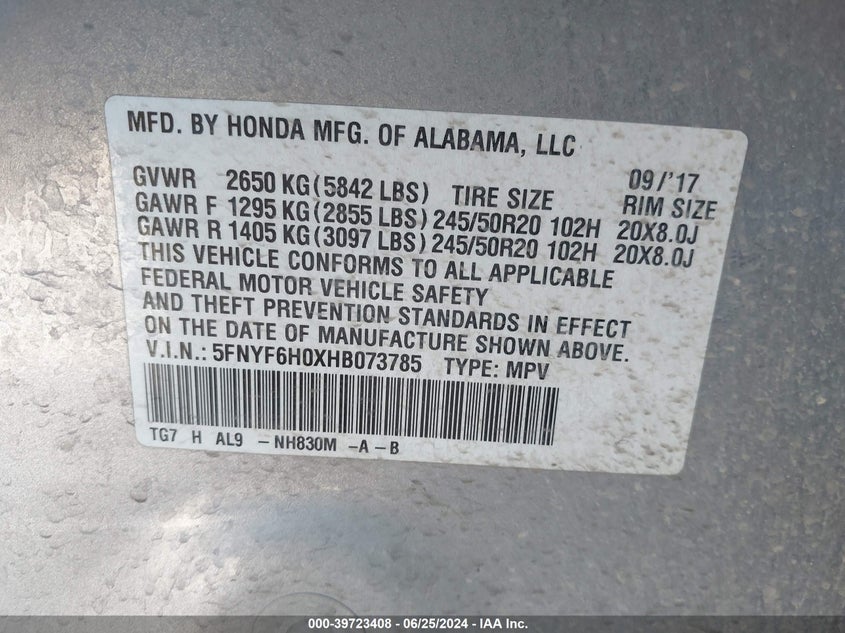 MFD. BY HONDA MFG. OF ALABAMA, LLC
09/'17
GVWR 2650 KG(5842 LBS) TIRE SIZE RIM SIZE
GAWR F 1295 KG(2855 LBS) 245/50R20 102H 20X8.0J
GAWR R 1405 KG(3097 LBS) 245/50R20 102H 20X8.0J
THIS VEHICLE CONFORMS TO ALL APPLICABLE
FEDERAL MOTOR VEHICLE SAFETY
AND THEFT PREVENTION STANDARDS IN EFFECT
ON THE DATE OF MANUFACTURE SHOWN ABOVE.
V.I.N.: 5FNYF6H0XHB073785 TYPE: MPV
TG7 H AL9 -NH830M -A-B
000-39723408 - 06/25/2024 - IAA Inc.